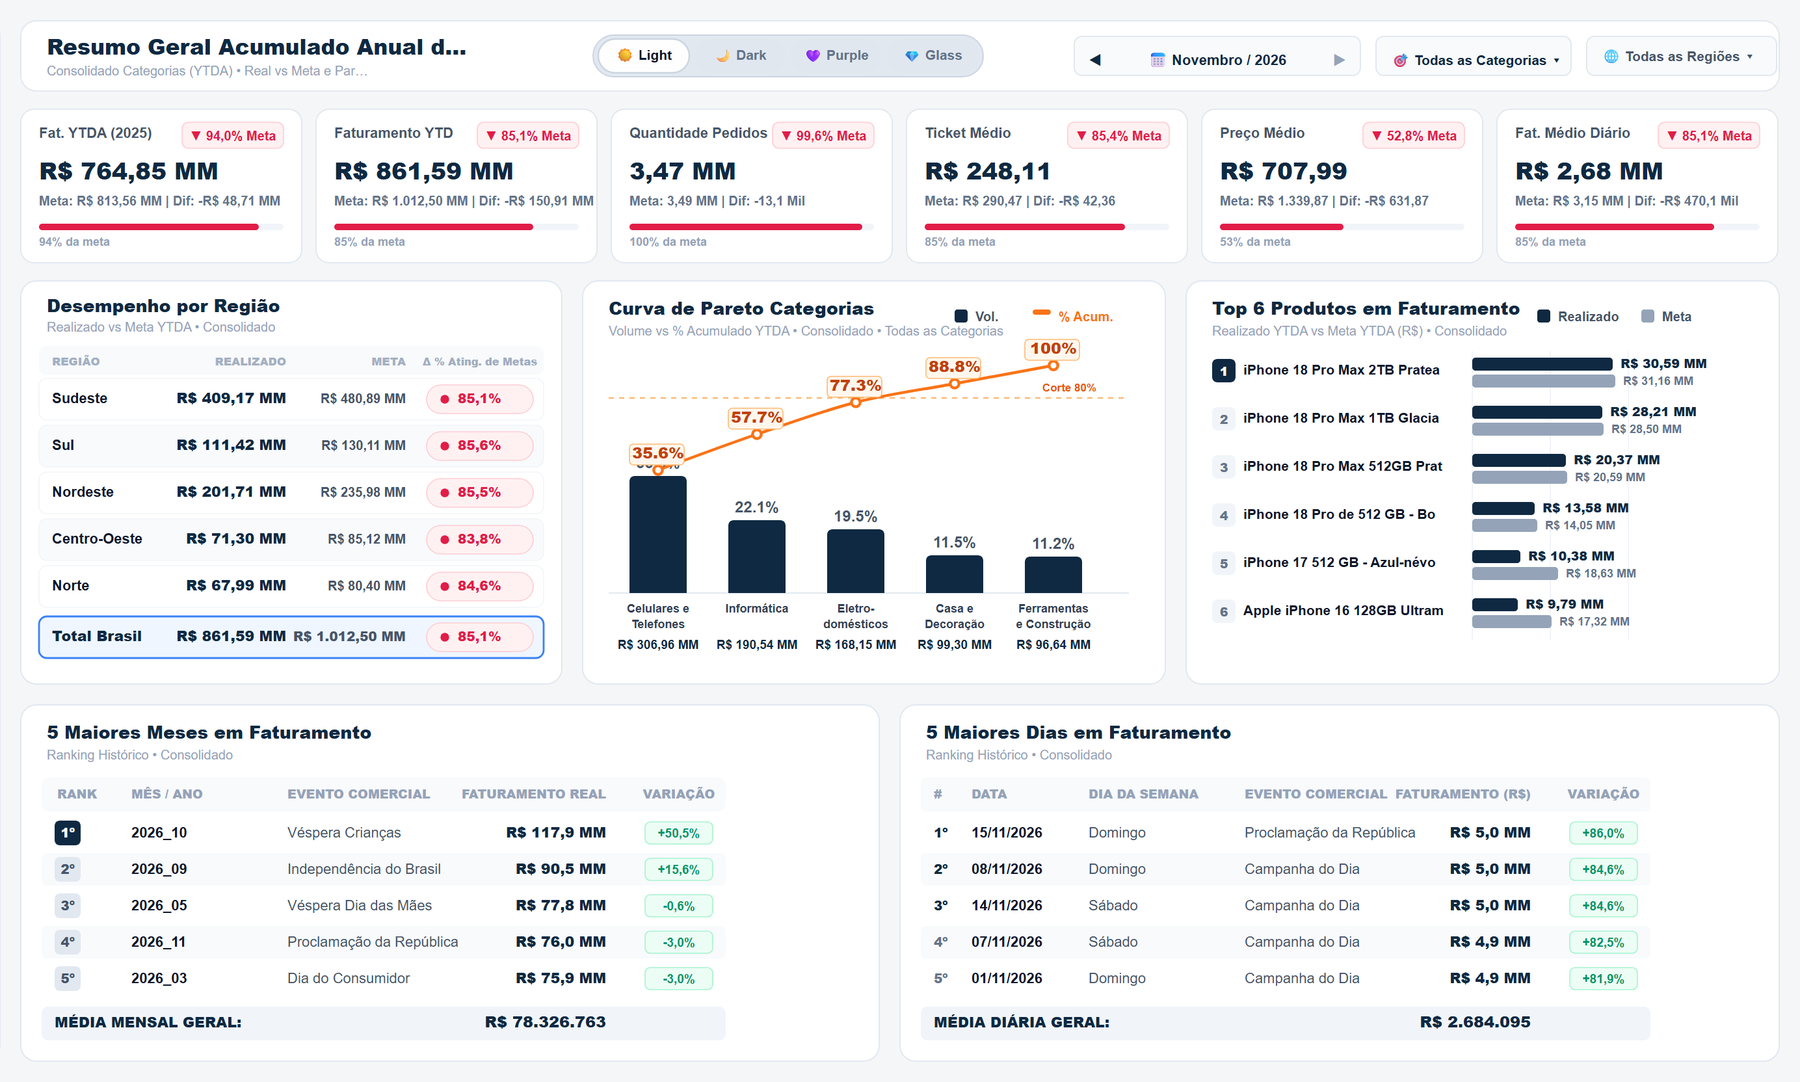 Resumo Geral Acumulado Anual d...
Consolidado Categorias (YTDA) • Real vs Meta e Par...
Light
Dark
Purple
Glass
◀ Novembro / 2026 ▶
Todas as Categorias ▾
Todas as Regiões ▾
Fat. YTDA (2025)
▼ 94,0% Meta
R$ 764,85 MM
Meta: R$ 813,56 MM | Dif: -R$ 48,71 MM
94% da meta
Faturamento YTD
▼ 85,1% Meta
R$ 861,59 MM
Meta: R$ 1.012,50 MM | Dif: -R$ 150,91 MM
85% da meta
Quantidade Pedidos
▼ 99,6% Meta
3,47 MM
Meta: 3,49 MM | Dif: -13,1 Mil
100% da meta
Ticket Médio
▼ 85,4% Meta
R$ 248,11
Meta: R$ 290,47 | Dif: -R$ 42,36
85% da meta
Preço Médio
▼ 52,8% Meta
R$ 707,99
Meta: R$ 1.339,87 | Dif: -R$ 631,87
53% da meta
Fat. Médio Diário
▼ 85,1% Meta
R$ 2,68 MM
Meta: R$ 3,15 MM | Dif: -R$ 470,1 Mil
85% da meta
Desempenho por Região
Realizado vs Meta YTDA • Consolidado
REGIÃO REALIZADO META Δ % Ating. de Metas
Sudeste R$ 409,17 MM R$ 480,89 MM 85,1%
Sul R$ 111,42 MM R$ 130,11 MM 85,6%
Nordeste R$ 201,71 MM R$ 235,98 MM 85,5%
Centro-Oeste R$ 71,30 MM R$ 85,12 MM 83,8%
Norte R$ 67,99 MM R$ 80,40 MM 84,6%
Total Brasil R$ 861,59 MM R$ 1.012,50 MM 85,1%
Curva de Pareto Categorias
Volume vs % Acumulado YTDA • Consolidado • Todas as Categorias
Vol.
% Acum.
100%
88.8%
77.3%
Corte 80%
57.7%
35.6%
22.1%
19.5%
11.5%
11.2%
Celulares e Telefones
Informática
Eletro-domésticos
Casa e Decoração
Ferramentas e Construção
R$ 306,96 MM R$ 190,54 MM R$ 168,15 MM R$ 99,30 MM R$ 96,64 MM
Top 6 Produtos em Faturamento
Realizado YTDA vs Meta YTDA (R$) • Consolidado
Realizado
Meta
1 iPhone 18 Pro Max 2TB Pratea R$ 30,59 MM
R$ 31,16 MM
2 iPhone 18 Pro Max 1TB Glacia R$ 28,21 MM
R$ 28,50 MM
3 iPhone 18 Pro Max 512GB Prat R$ 20,37 MM
R$ 20,59 MM
4 iPhone 18 Pro de 512 GB - Bo R$ 13,58 MM
R$ 14,05 MM
5 iPhone 17 512 GB - Azul-névo R$ 10,38 MM
R$ 18,63 MM
6 Apple iPhone 16 128GB Ultram R$ 9,79 MM
R$ 17,32 MM
5 Maiores Meses em Faturamento
Ranking Histórico • Consolidado
RANK MÊS / ANO EVENTO COMERCIAL FATURAMENTO REAL VARIAÇÃO
1º 2026_10 Véspera Crianças R$ 117,9 MM +50,5%
2º 2026_09 Independência do Brasil R$ 90,5 MM +15,6%
3º 2026_05 Véspera Dia das Mães R$ 77,8 MM -0,6%
4º 2026_11 Proclamação da República R$ 76,0 MM -3,0%
5º 2026_03 Dia do Consumidor R$ 75,9 MM -3,0%
MÉDIA MENSAL GERAL: R$ 78.326.763
5 Maiores Dias em Faturamento
Ranking Histórico • Consolidado
# DATA DIA DA SEMANA EVENTO COMERCIAL FATURAMENTO (R$) VARIAÇÃO
1º 15/11/2026 Domingo Proclamação da República R$ 5,0 MM +86,0%
2º 08/11/2026 Domingo Campanha do Dia R$ 5,0 MM +84,6%
3º 14/11/2026 Sábado Campanha do Dia R$ 5,0 MM +84,6%
4º 07/11/2026 Sábado Campanha do Dia R$ 4,9 MM +82,5%
5º 01/11/2026 Domingo Campanha do Dia R$ 4,9 MM +81,9%
MÉDIA DIÁRIA GERAL: R$ 2.684.095